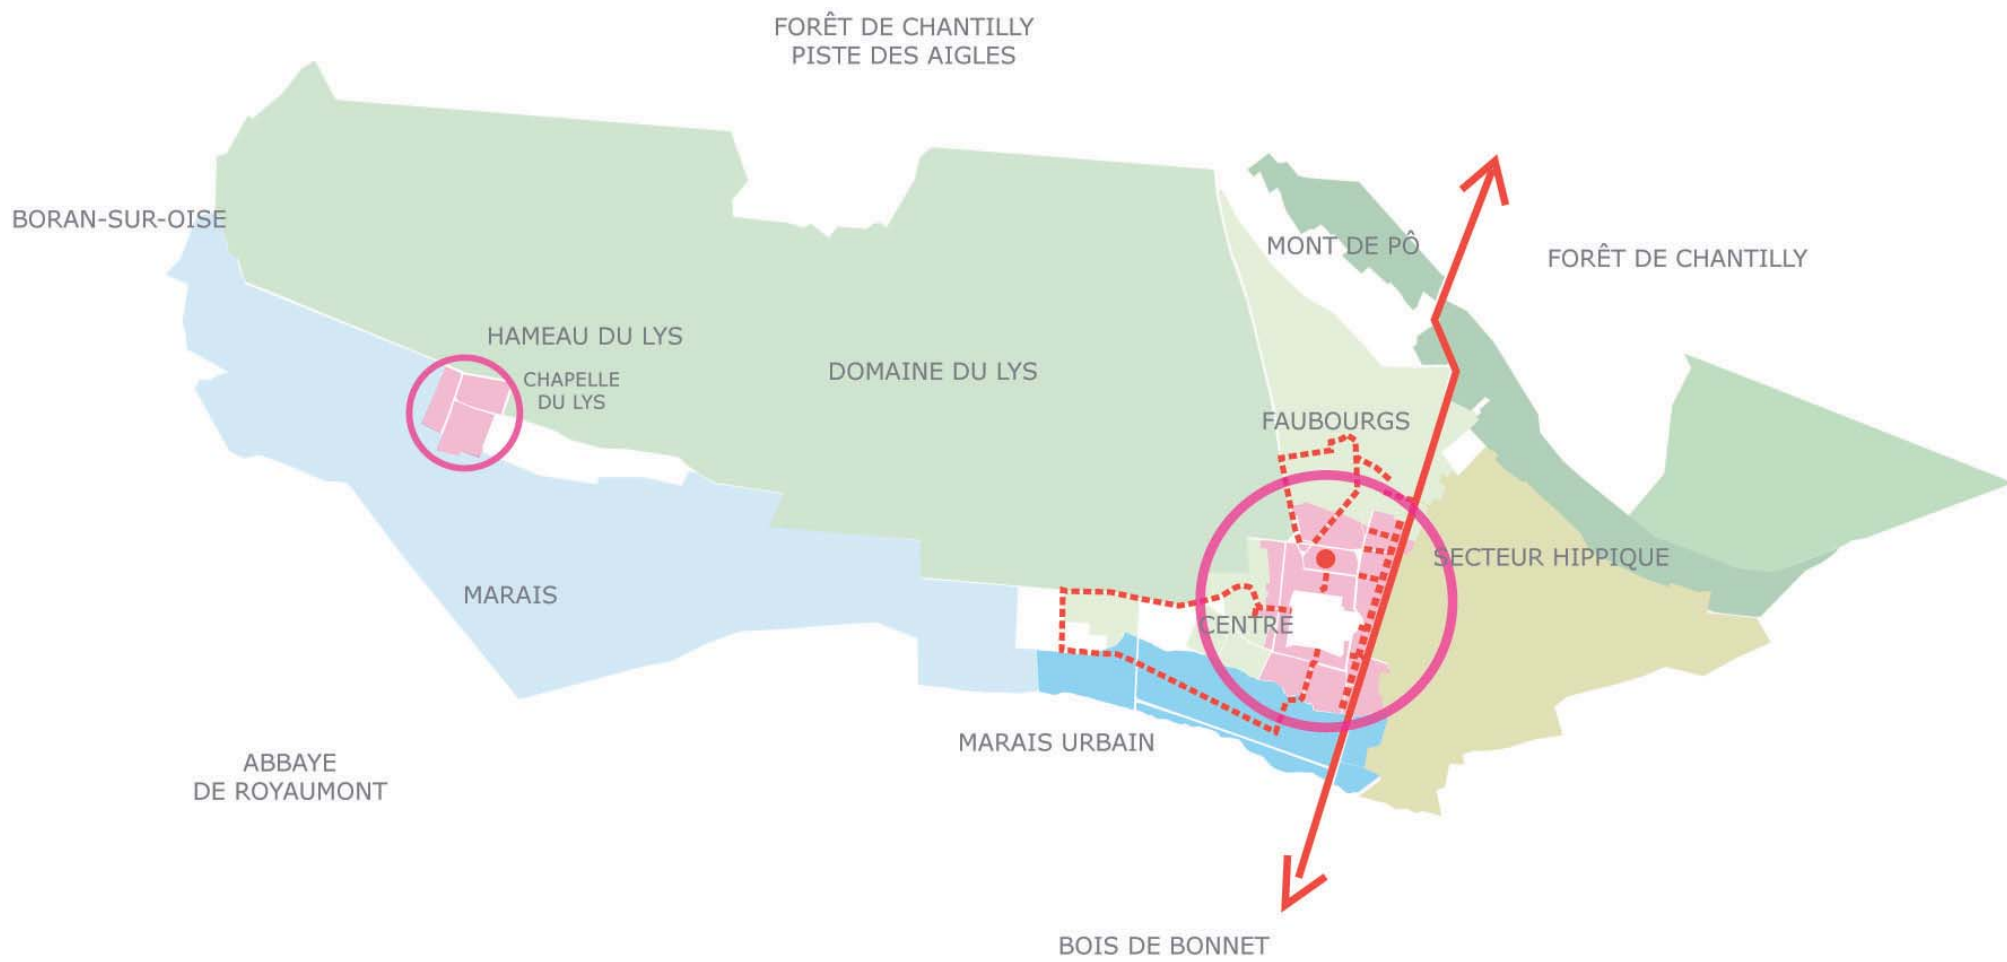 FORÊT DE CHANTILLY
PISTE DES AIGLES
BORAN-SUR-OISE
MONT DE PÔ
FORÊT DE CHANTILLY
HAMEAU DU LYS
CHAPELLE
DU LYS
DOMAINE DU LYS
FAUBOURGS
SECTEUR HIPPIQUE
MARAIS
CENTRE
MARAIS URBAIN
ABBAYE
DE ROYAUMONT
BOIS DE BONNET